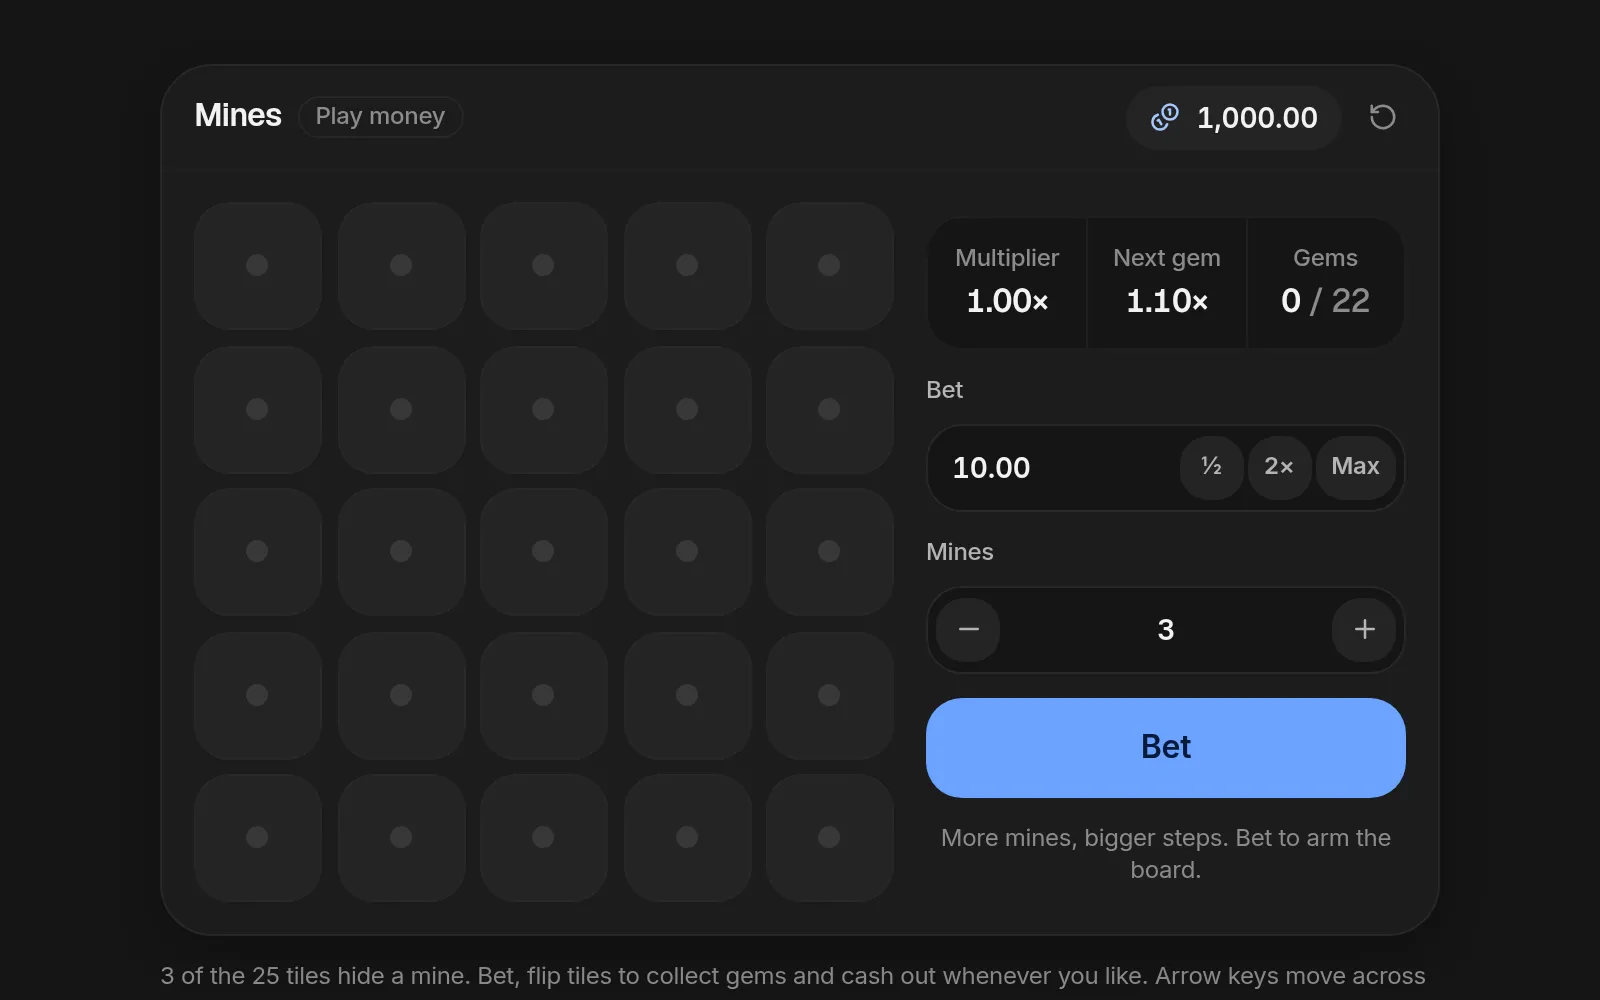 Mines
Play money
1,000.00
Multiplier
1.00×
Next gem
1.10×
Gems
0 / 22
Bet
10.00
½
2×
Max
Mines
3
Bet
More mines, bigger steps. Bet to arm the
board.
3 of the 25 tiles hide a mine. Bet, flip tiles to collect gems and cash out whenever you like. Arrow keys move across